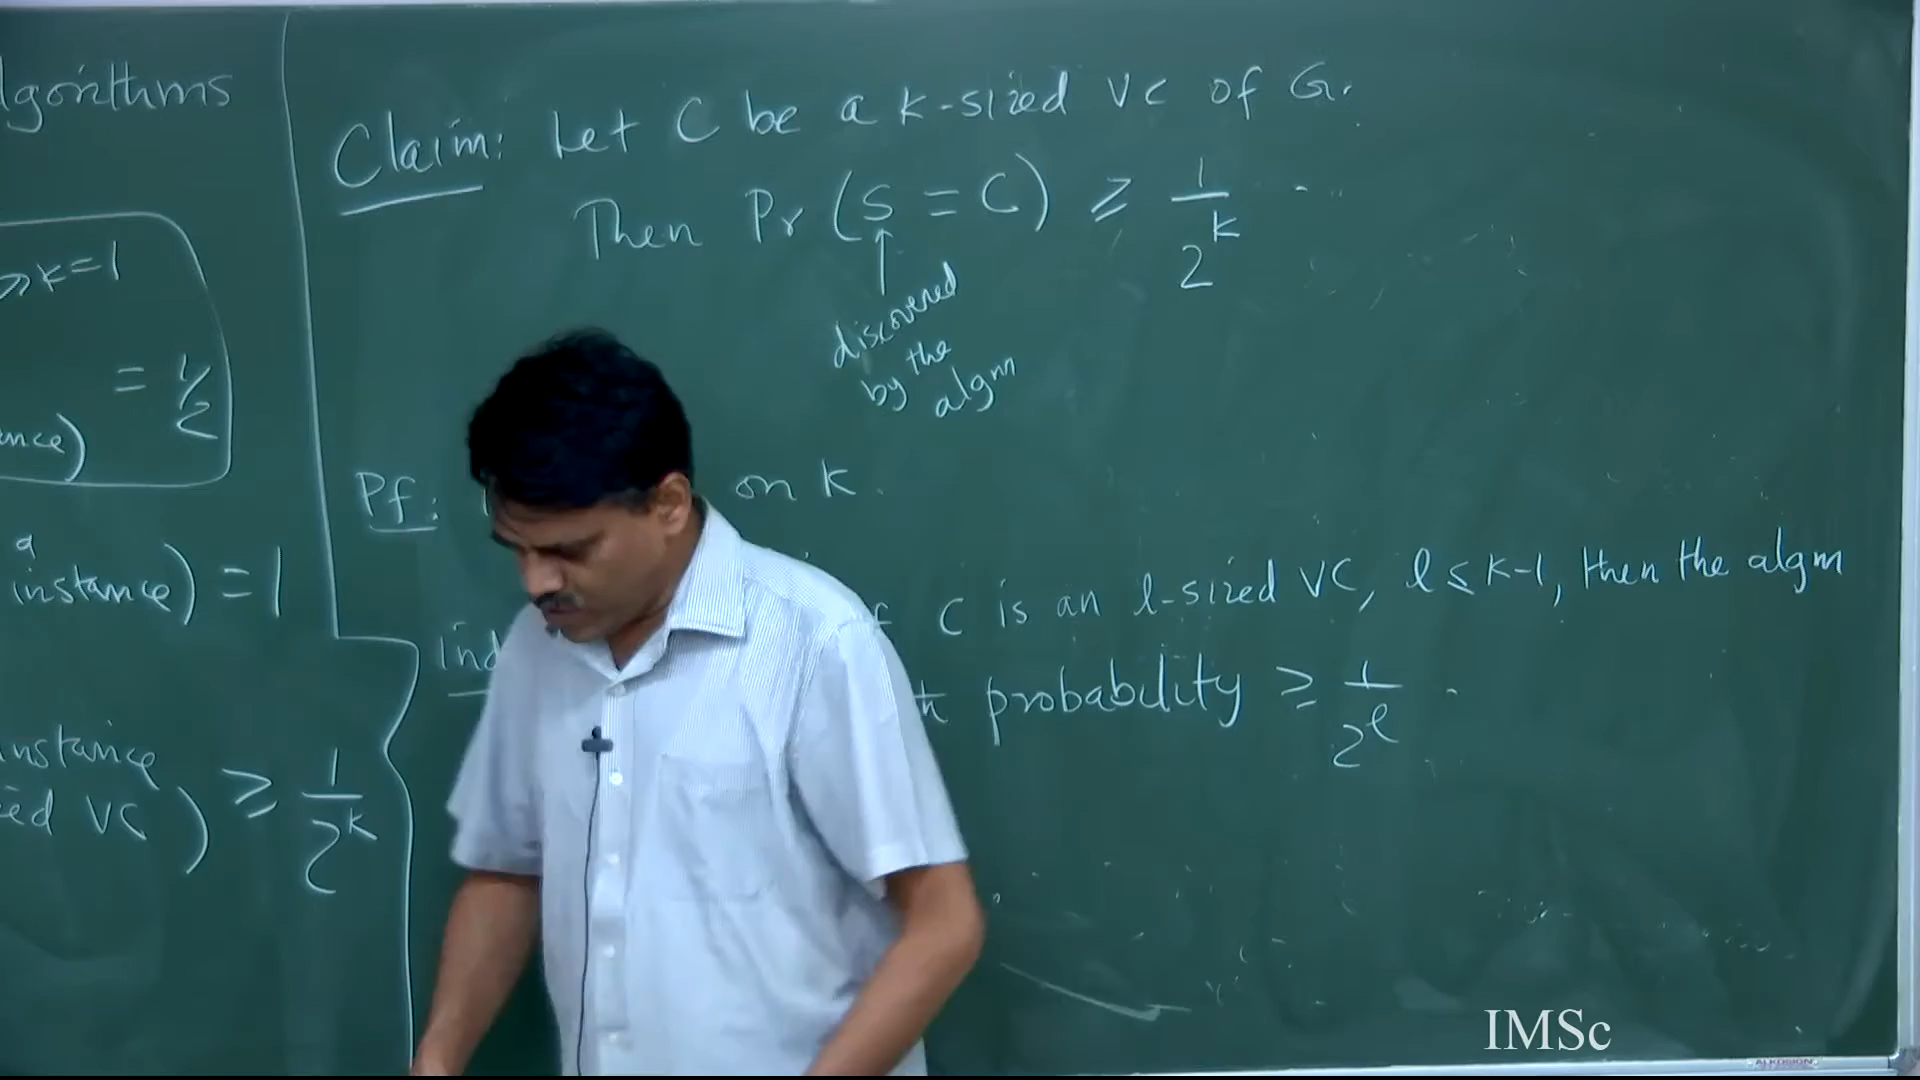 lgorithms
k=1
= 1/2
ance)
a
instance) = 1
instance
ed VC) ≥ 1/2^k
Claim: Let C be a k-sized VC of G.
Then Pr (S = C) ≥ 1/2^k
discovered
by the
algm
Pf: on k.
Ind C is an l-sized VC, l ≤ k-1, then the algm
probability ≥ 1/2^l.
IMSc